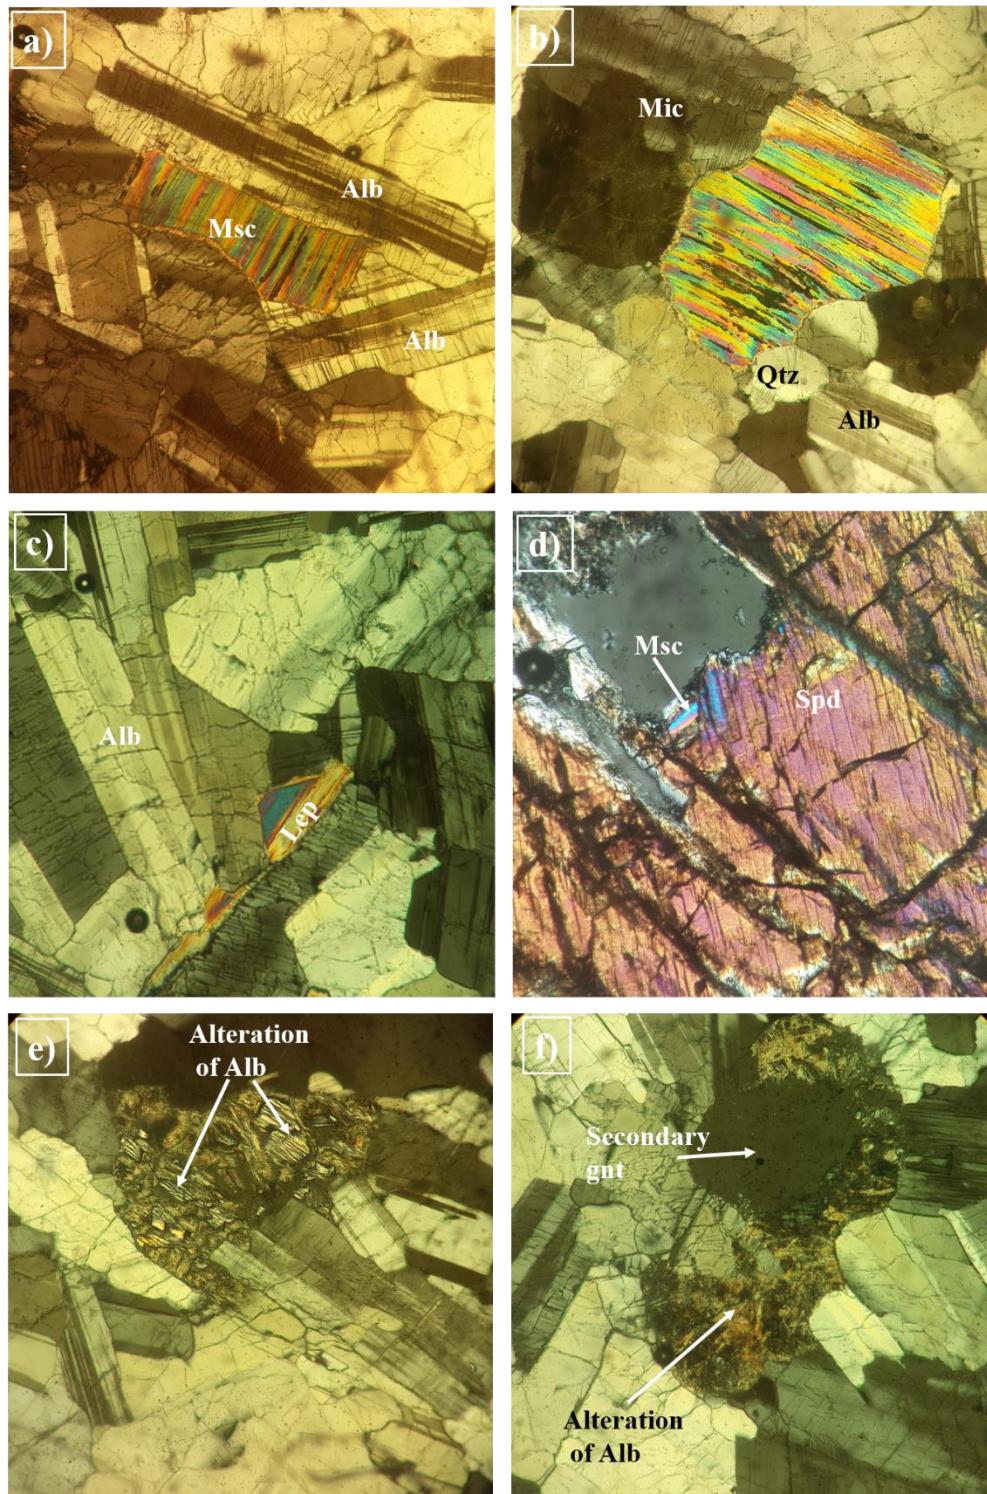 a)
Alb
Msc
Alb
b)
Mic
Qtz
Alb
c)
Alb
Lep
d)
Msc
Spd
e)
Alteration
of Alb
f)
Secondary
gnt
Alteration
of Alb